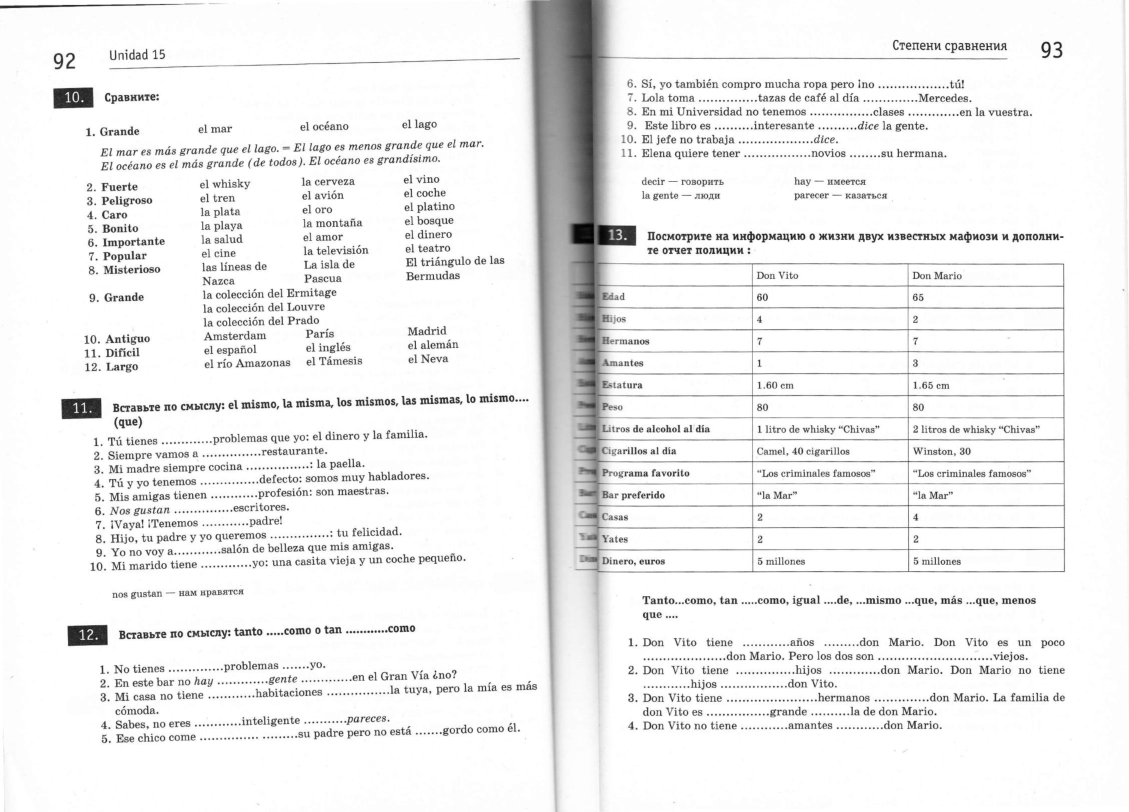 92 Unidad 15
10. Сравните:
1. Grande el mar el océano el lago
El mar es más grande que el lago. = El lago es menos grande que el mar.
El océano es el más grande (de todos). El océano es grandísimo.
2. Fuerte el whisky la cerveza el vino
3. Peligroso el tren el avión el coche
4. Caro la plata el oro el platino
5. Bonito la playa la montaña el bosque
6. Importante la salud el amor el dinero
7. Popular el cine la televisión el teatro
8. Misterioso las líneas de La isla de El triángulo de las
Nazca Pascua Bermudas
9. Grande la colección del Ermitage
la colección del Louvre
la colección del Prado
10. Antiguo Amsterdam París Madrid
11. Difícil el español el inglés el alemán
12. Largo el río Amazonas el Támesis el Neva
11. Вставьте по смыслу: el mismo, la misma, los mismos, las mismas, lo mismo....
(que)
1. Tú tienes .............problemas que yo: el dinero y la familia.
2. Siempre vamos a ...............restaurante.
3. Mi madre siempre cocina ................: la paella.
4. Tú y yo tenemos ...............defecto: somos muy habladores.
5. Mis amigas tienen ............profesión: son maestras.
6. Nos gustan ...............escritores.
7. ¡Vaya! ¡Tenemos ............padre!
8. Hijo, tu padre y yo queremos ...............: tu felicidad.
9. Yo no voy a............salón de belleza que mis amigas.
10. Mi marido tiene .............yo: una casita vieja y un coche pequeño.
nos gustan — нам нравятся
12. Вставьте по смыслу: tanto .....como o tan ............como
1. No tienes ..............problemas .......yo.
2. En este bar no hay .............gente .............en el Gran Vía ¿no?
3. Mi casa no tiene ............habitaciones ................la tuya, pero la mía es más
cómoda.
4. Sabes, no eres ............inteligente ...........pareces.
5. Ese chico come ............... .........su padre pero no está .......gordo como él.
Степени сравнения 93
6. Sí, yo también compro mucha ropa pero ¡no ..................tú!
7. Lola toma ...............tazas de café al día ..............Mercedes.
8. En mi Universidad no tenemos ................clases .............en la vuestra.
9. Este libro es ..........interesante ..........dice la gente.
10. El jefe no trabaja ...................dice.
11. Elena quiere tener .................novios ........su hermana.
decir — говорить hay — имеется
la gente — люди parecer — казаться
13. Посмотрите на информацию о жизни двух известных мафиози и дополни-
те отчет полиции :
Don Vito Don Mario
Edad 60 65
Hijos 4 2
Hermanos 7 7
Amantes 1 3
Estatura 1.60 cm 1.65 cm
Peso 80 80
Litros de alcohol al día 1 litro de whisky “Chivas” 2 litros de whisky “Chivas”
Cigarillos al día Camel, 40 cigarillos Winston, 30
Programa favorito “Los criminales famosos” “Los criminales famosos”
Bar preferido “la Mar” “la Mar”
Casas 2 4
Yates 2 2
Dinero, euros 5 millones 5 millones
Tanto...como, tan .....como, igual ....de, ...mismo ...que, más ...que, menos
que ....
1. Don Vito tiene ............años .........don Mario. Don Vito es un poco
.....................don Mario. Pero los dos son .............................viejos.
2. Don Vito tiene ...............hijos .............don Mario. Don Mario no tiene
............hijos .................don Vito.
3. Don Vito tiene .......................hermanos ..............don Mario. La familia de
don Vito es ................grande ..........la de don Mario.
4. Don Vito no tiene ............amantes ............don Mario.